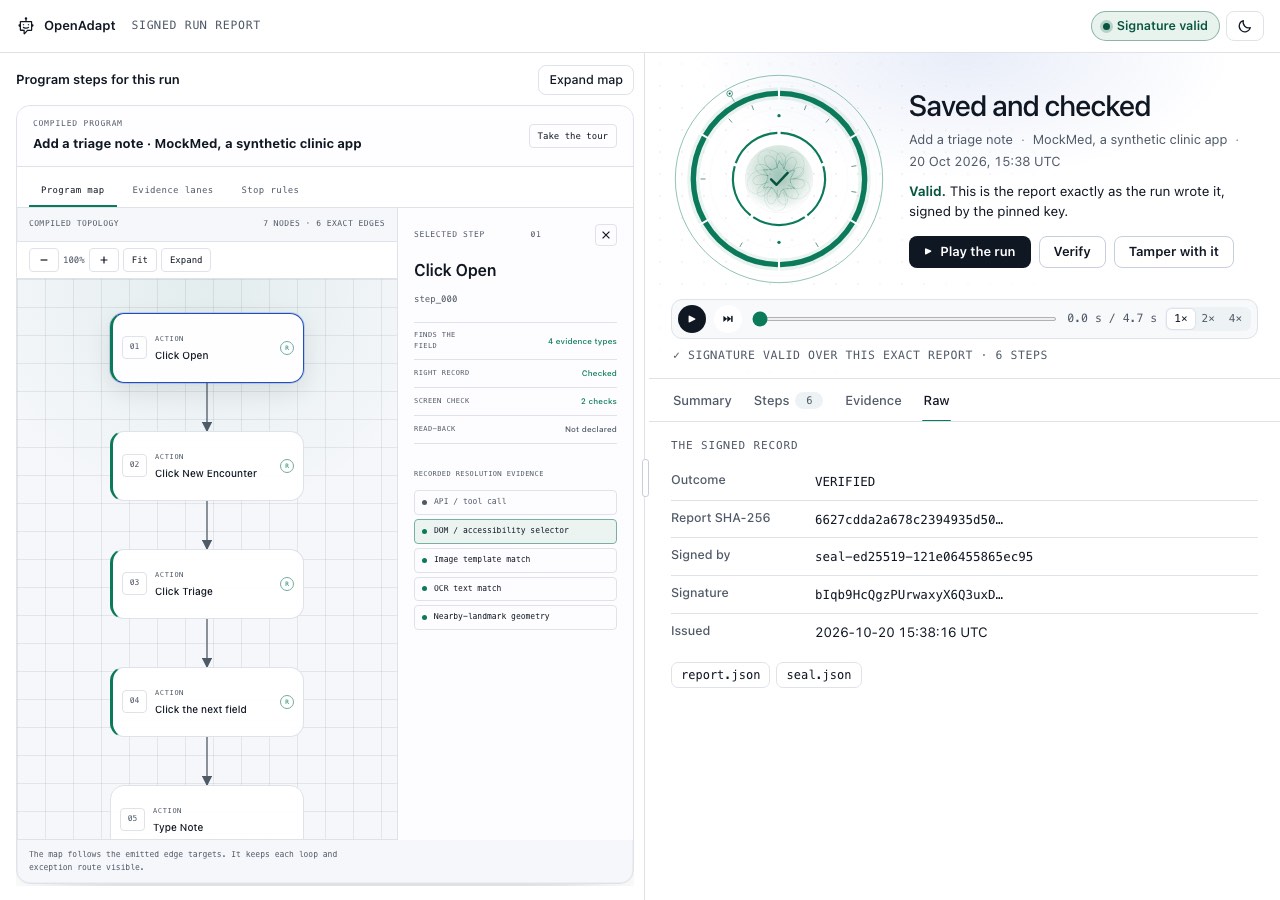 OpenAdapt SIGNED RUN REPORT
Signature valid
Program steps for this run
Expand map
COMPILED PROGRAM
Add a triage note · MockMed, a synthetic clinic app
Take the tour
Program map Evidence lanes Stop rules
COMPILED TOPOLOGY 7 NODES · 6 EXACT EDGES
− 100% + Fit Expand
01 ACTION
Click Open
R
02 ACTION
Click New Encounter
R
03 ACTION
Click Triage
R
04 ACTION
Click the next field
R
05 ACTION
Type Note
SELECTED STEP 01 ×
Click Open
step_000
FINDS THE
FIELD
4 evidence types
RIGHT RECORD Checked
SCREEN CHECK 2 checks
READ-BACK Not declared
RECORDED RESOLUTION EVIDENCE
API / tool call
DOM / accessibility selector
Image template match
OCR text match
Nearby-landmark geometry
The map follows the emitted edge targets. It keeps each loop and
exception route visible.
Saved and checked
Add a triage note · MockMed, a synthetic clinic app ·
20 Oct 2026, 15:38 UTC
Valid. This is the report exactly as the run wrote it,
signed by the pinned key.
Play the run Verify Tamper with it
0.0 s / 4.7 s 1× 2× 4×
✓ SIGNATURE VALID OVER THIS EXACT REPORT · 6 STEPS
Summary Steps 6 Evidence Raw
THE SIGNED RECORD
Outcome VERIFIED
Report SHA-256 6627cdda2a678c2394935d50…
Signed by seal-ed25519-121e06455865ec95
Signature bIqb9HcQgzPUrwaxyX6Q3uxD…
Issued 2026-10-20 15:38:16 UTC
report.json seal.json